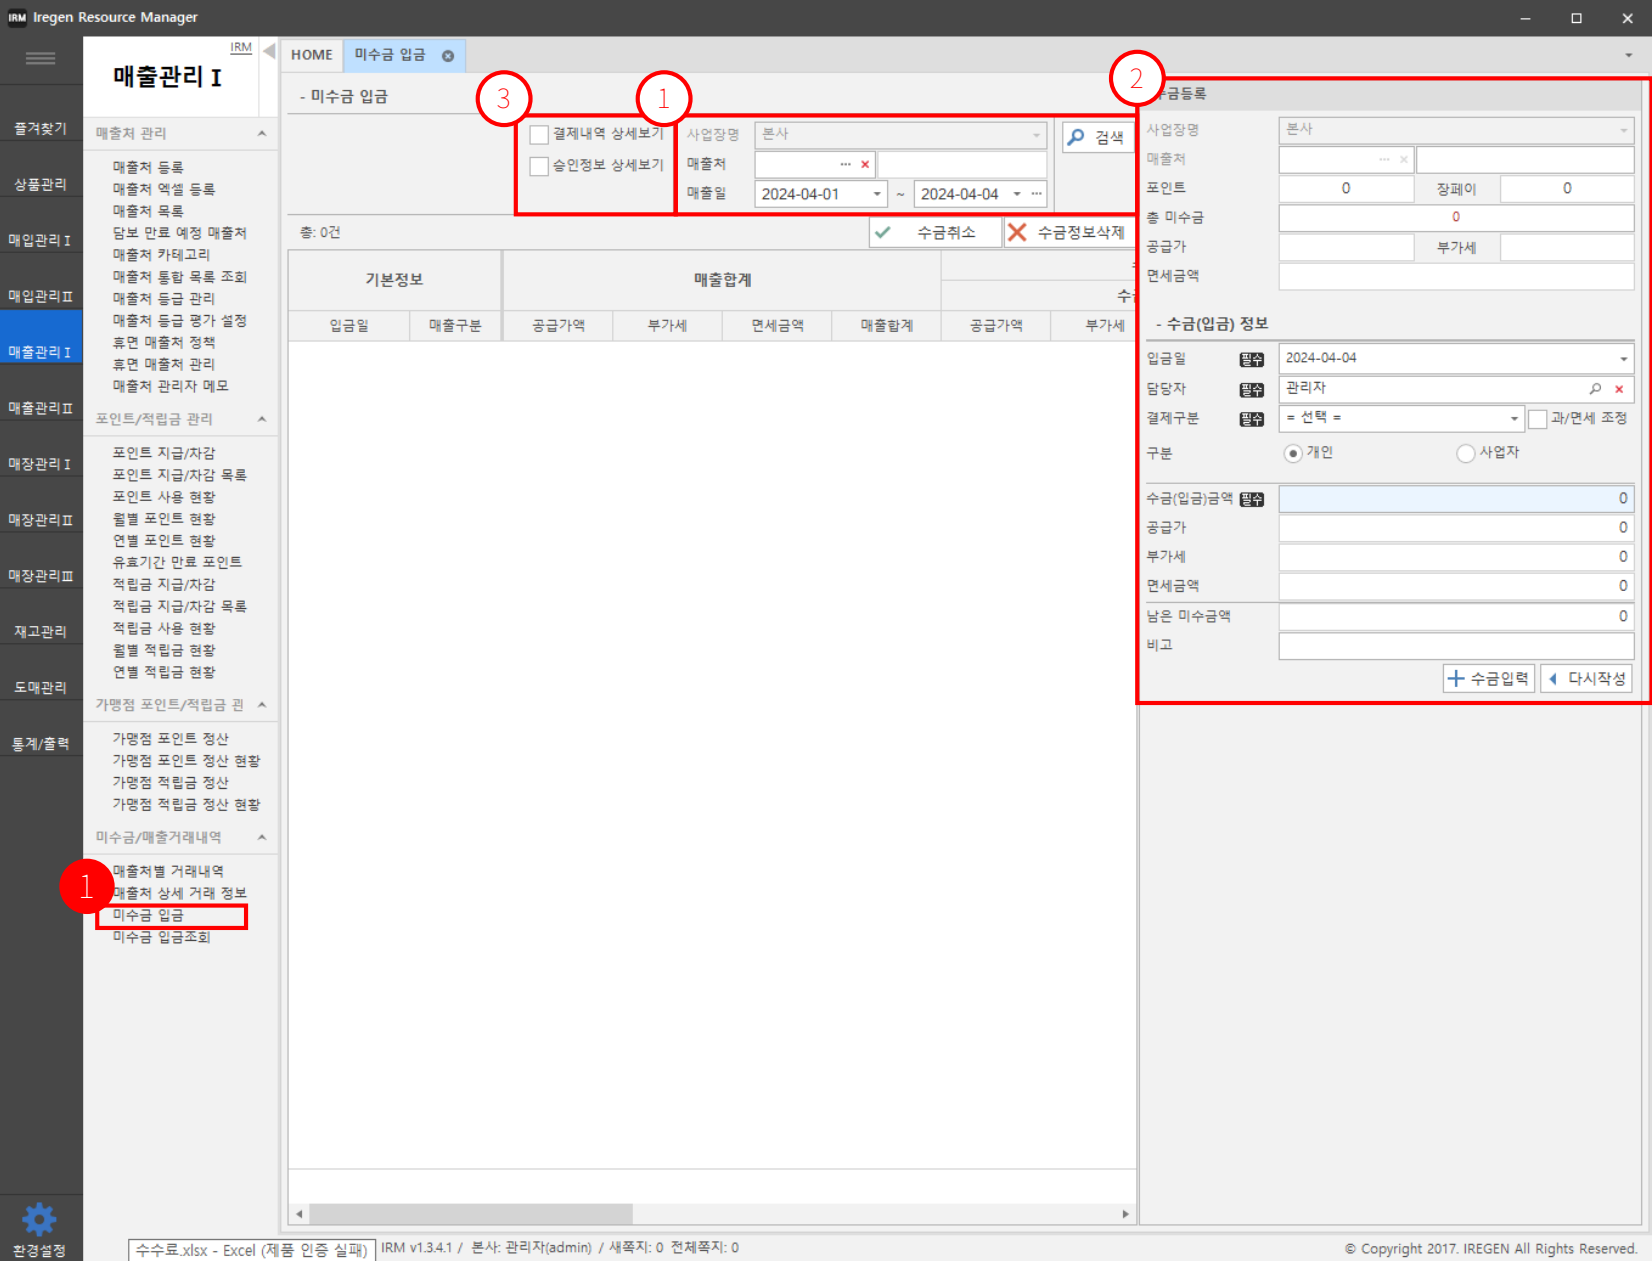 IRM Iregen Resource Manager
즐겨찾기
상품관리
매입관리 I
매입관리 II
매출관리 I
매출관리 II
매장관리 I
매장관리 II
매장관리 III
재고관리
도매관리
통계/출력
환경설정
IRM
매출관리 I
매출처 관리
매출처 등록
매출처 엑셀 등록
매출처 목록
담보 만료 예정 매출처
매출처 카테고리
매출처 통합 목록 조회
매출처 등급 관리
매출처 등급 평가 설정
휴면 매출처 정책
휴면 매출처 관리
매출처 관리자 메모
포인트/적립금 관리
포인트 지급/차감
포인트 지급/차감 목록
포인트 사용 현황
월별 포인트 현황
연별 포인트 현황
유효기간 만료 포인트
적립금 지급/차감
적립금 지급/차감 목록
적립금 사용 현황
월별 적립금 현황
연별 적립금 현황
가맹점 포인트/적립금 관
가맹점 포인트 정산
가맹점 포인트 정산 현황
가맹점 적립금 정산
가맹점 적립금 정산 현황
미수금/매출거래내역
매출처별 거래내역
1
매출처 상세 거래 정보
미수금 입금
미수금 입금조회
HOME 미수금 입금
- 미수금 입금
3 1 2
결제내역 상세보기
승인정보 상세보기
사업장명 본사
매출처
매출일 2024-04-01 ~ 2024-04-04
검색
총: 0건
수금취소 수금정보삭제
기본정보 매출합계
입금일 매출구분 공급가액 부가세 면세금액 매출합계 공급가액 부가세
금등록
사업장명 본사
매출처
포인트 0 장페이 0
총 미수금 0
공급가 부가세
면세금액
- 수금(입금) 정보
입금일 필수 2024-04-04
담당자 필수 관리자
결제구분 필수 = 선택 = 과/면세 조정
구분 개인 사업자
수금(입금)금액 필수 0
공급가 0
부가세 0
면세금액 0
남은 미수금액 0
비고
수금입력 다시작성
수수료.xlsx - Excel (제품 인증 실패)
IRM v1.3.4.1 / 본사: 관리자(admin) / 새쪽지: 0 전체쪽지: 0
© Copyright 2017. IREGEN All Rights Reserved.